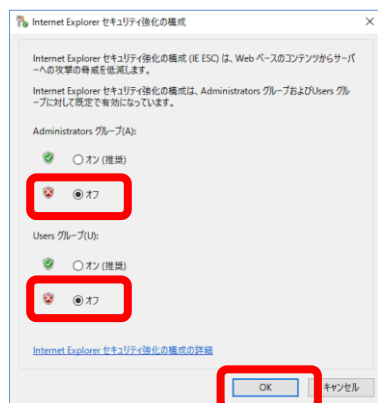 Internet Explorer セキュリティ強化の構成
Internet Explorer セキュリティ強化の構成 (IE ESC) は、Web ベースのコンテンツからサーバ
ーへの攻撃の脅威を低減します。
Internet Explorer セキュリティ強化の構成は、Administrators グループおよびUsers グル
ープに対して既定で有効になっています。
Administrators グループ(A):
オン (推奨)
オフ
Users グループ(U):
オン (推奨)
オフ
Internet Explorer セキュリティ強化の構成の詳細
OK
キャンセル